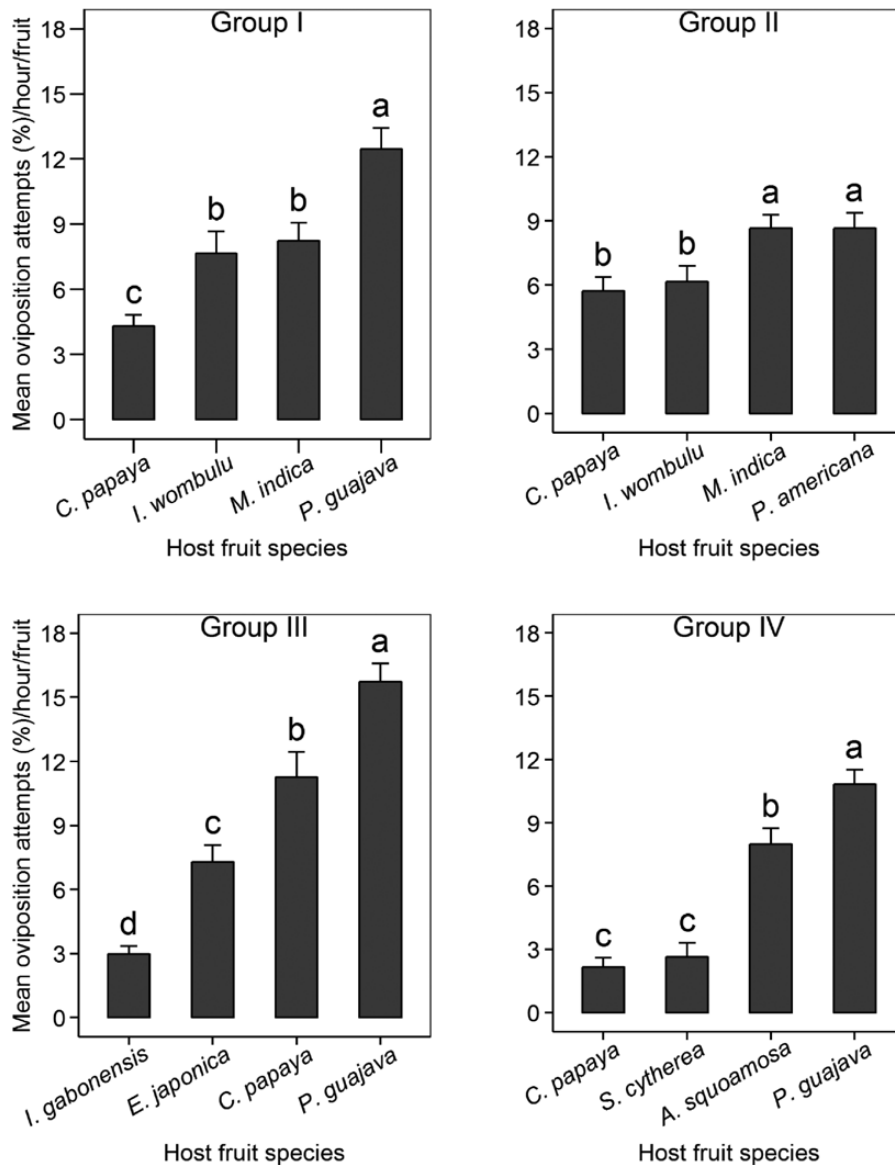 Group I
Mean oviposition attempts (%)/hour/fruit
18
15
12
9
6
3
0
c
b
b
a
C. papaya
I. wombulu
M. indica
P. guajava
Host fruit species
Group II
18
15
12
9
6
3
0
b
b
a
a
C. papaya
I. wombulu
M. indica
P. americana
Host fruit species
Group III
Mean oviposition attempts (%)/hour/fruit
18
15
12
9
6
3
0
d
c
b
a
I. gabonensis
E. japonica
C. papaya
P. guajava
Host fruit species
Group IV
18
15
12
9
6
3
0
c
c
b
a
C. papaya
S. cytherea
A. squoamosa
P. guajava
Host fruit species